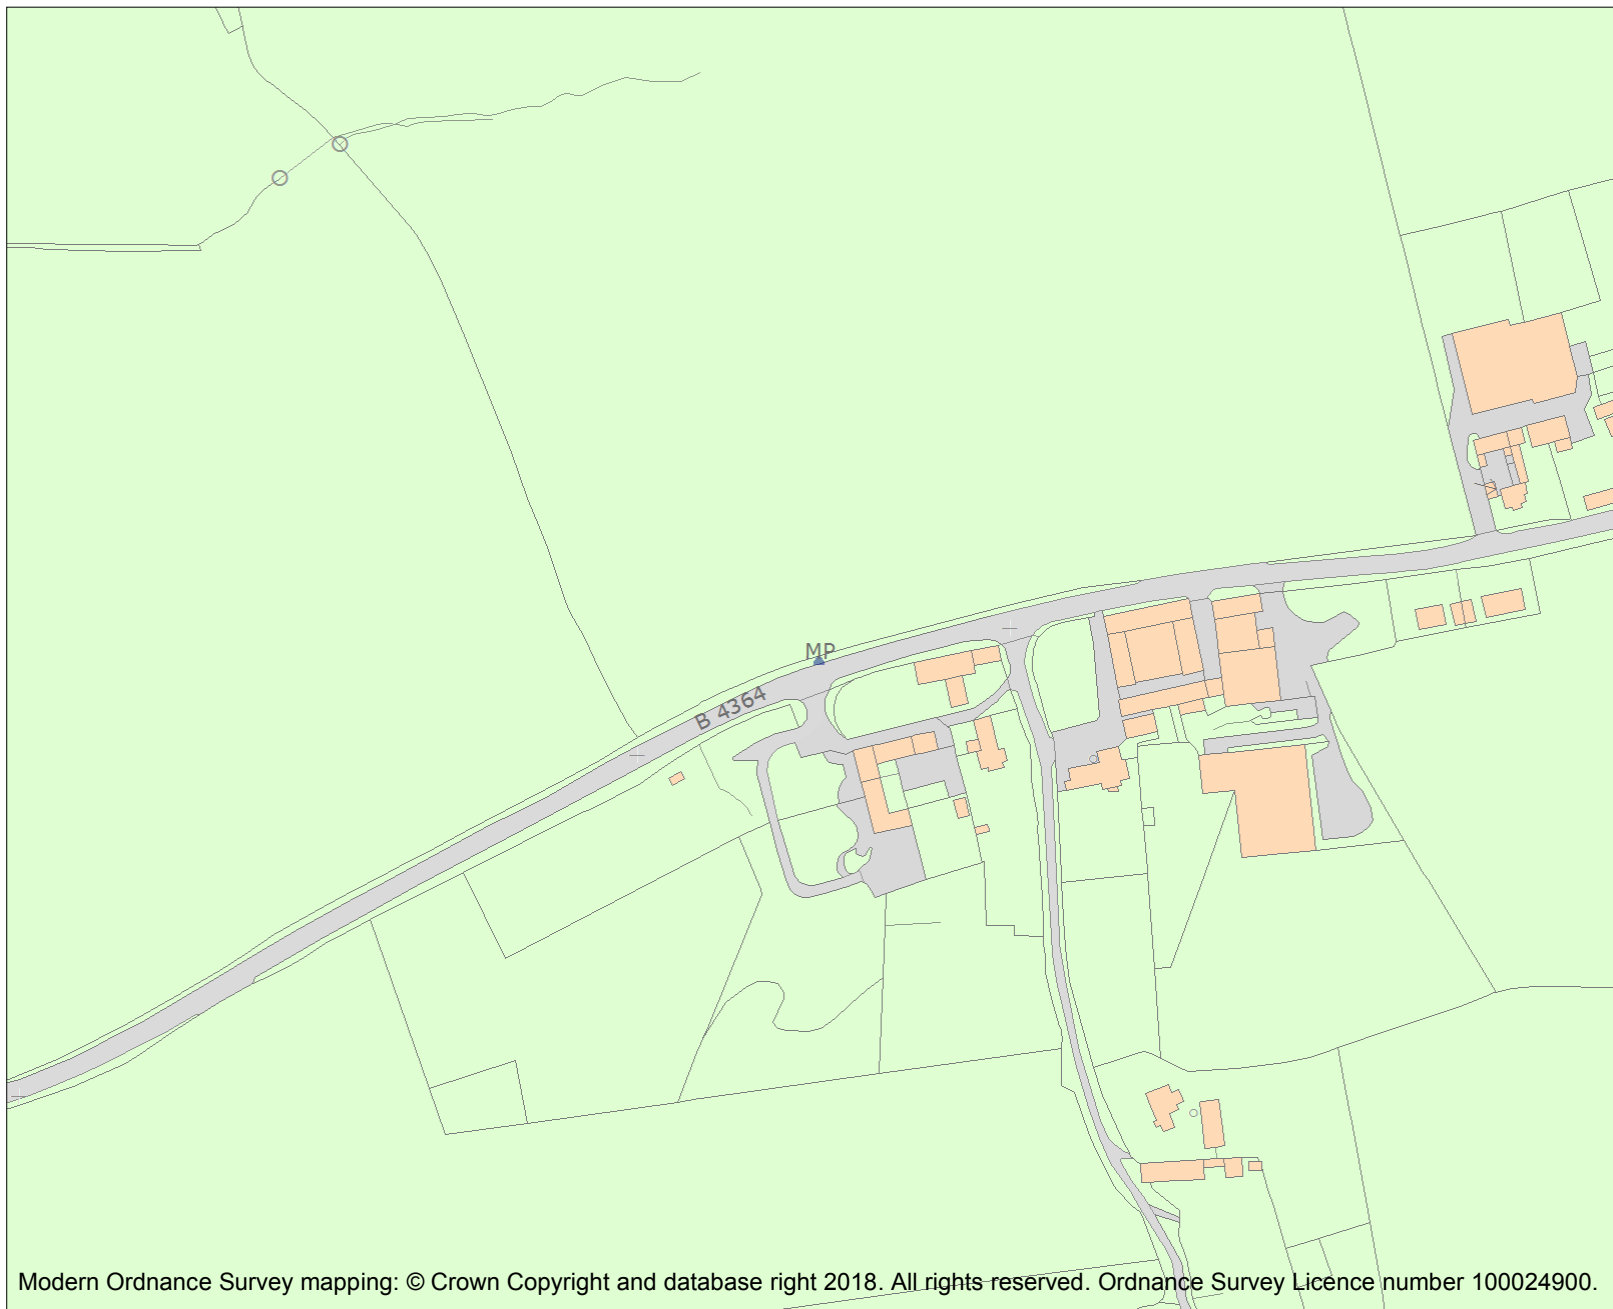 MP
B 4364
Modern Ordnance Survey mapping: © Crown Copyright and database right 2018. All rights reserved. Ordnance Survey Licence number 100024900.